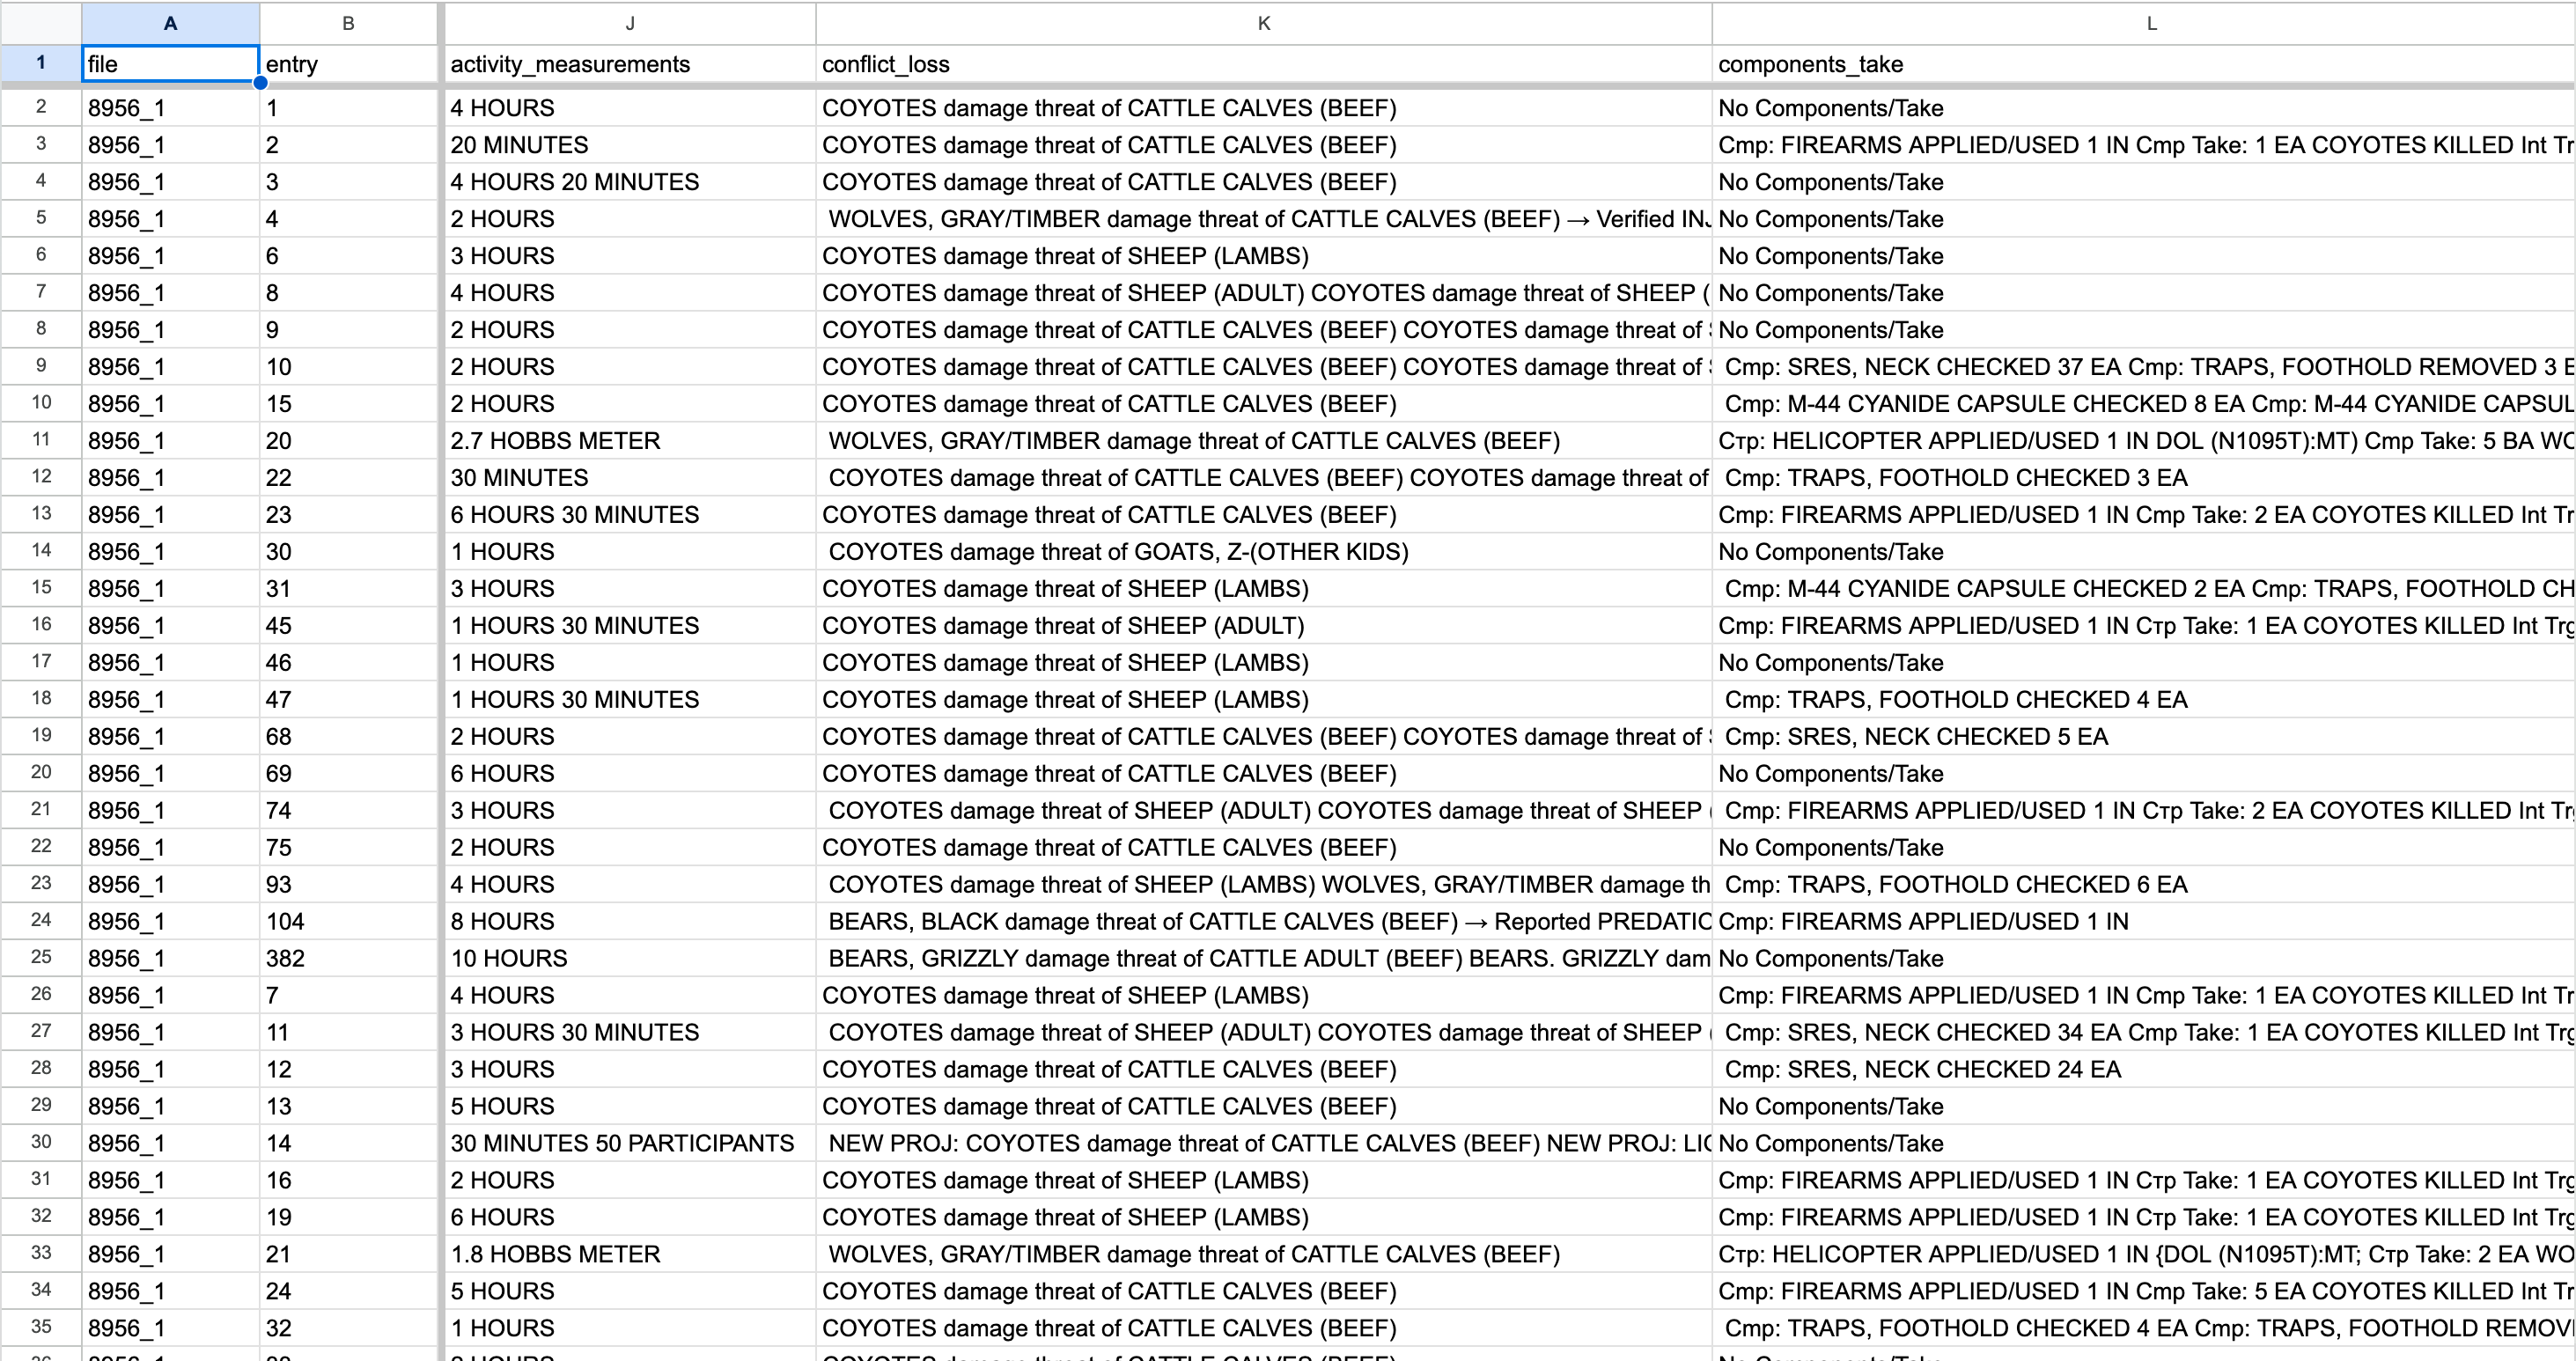 A B J K L
1 file entry activity_measurements conflict_loss components_take
2 8956_1 1 4 HOURS COYOTES damage threat of CATTLE CALVES (BEEF) No Components/Take
3 8956_1 2 20 MINUTES COYOTES damage threat of CATTLE CALVES (BEEF) Cmp: FIREARMS APPLIED/USED 1 IN Cmp Take: 1 EA COYOTES KILLED Int Tr
4 8956_1 3 4 HOURS 20 MINUTES COYOTES damage threat of CATTLE CALVES (BEEF) No Components/Take
5 8956_1 4 2 HOURS WOLVES, GRAY/TIMBER damage threat of CATTLE CALVES (BEEF) → Verified INJ No Components/Take
6 8956_1 6 3 HOURS COYOTES damage threat of SHEEP (LAMBS) No Components/Take
7 8956_1 8 4 HOURS COYOTES damage threat of SHEEP (ADULT) COYOTES damage threat of SHEEP ( No Components/Take
8 8956_1 9 2 HOURS COYOTES damage threat of CATTLE CALVES (BEEF) COYOTES damage threat of No Components/Take
9 8956_1 10 2 HOURS COYOTES damage threat of CATTLE CALVES (BEEF) COYOTES damage threat of Cmp: SRES, NECK CHECKED 37 EA Cmp: TRAPS, FOOTHOLD REMOVED 3 E
10 8956_1 15 2 HOURS COYOTES damage threat of CATTLE CALVES (BEEF) Cmp: M-44 CYANIDE CAPSULE CHECKED 8 EA Cmp: M-44 CYANIDE CAPSUL
11 8956_1 20 2.7 HOBBS METER WOLVES, GRAY/TIMBER damage threat of CATTLE CALVES (BEEF) Стр: HELICOPTER APPLIED/USED 1 IN DOL (N1095T):MT) Cmp Take: 5 BA WO
12 8956_1 22 30 MINUTES COYOTES damage threat of CATTLE CALVES (BEEF) COYOTES damage threat of Cmp: TRAPS, FOOTHOLD CHECKED 3 EA
13 8956_1 23 6 HOURS 30 MINUTES COYOTES damage threat of CATTLE CALVES (BEEF) Cmp: FIREARMS APPLIED/USED 1 IN Cmp Take: 2 EA COYOTES KILLED Int Tr
14 8956_1 30 1 HOURS COYOTES damage threat of GOATS, Z-(OTHER KIDS) No Components/Take
15 8956_1 31 3 HOURS COYOTES damage threat of SHEEP (LAMBS) Cmp: M-44 CYANIDE CAPSULE CHECKED 2 EA Cmp: TRAPS, FOOTHOLD CH
16 8956_1 45 1 HOURS 30 MINUTES COYOTES damage threat of SHEEP (ADULT) Cmp: FIREARMS APPLIED/USED 1 IN Стр Take: 1 EA COYOTES KILLED Int Trg
17 8956_1 46 1 HOURS COYOTES damage threat of SHEEP (LAMBS) No Components/Take
18 8956_1 47 1 HOURS 30 MINUTES COYOTES damage threat of SHEEP (LAMBS) Cmp: TRAPS, FOOTHOLD CHECKED 4 EA
19 8956_1 68 2 HOURS COYOTES damage threat of CATTLE CALVES (BEEF) COYOTES damage threat of Cmp: SRES, NECK CHECKED 5 EA
20 8956_1 69 6 HOURS COYOTES damage threat of CATTLE CALVES (BEEF) No Components/Take
21 8956_1 74 3 HOURS COYOTES damage threat of SHEEP (ADULT) COYOTES damage threat of SHEEP ( Cmp: FIREARMS APPLIED/USED 1 IN Стр Take: 2 EA COYOTES KILLED Int Tr
22 8956_1 75 2 HOURS COYOTES damage threat of CATTLE CALVES (BEEF) No Components/Take
23 8956_1 93 4 HOURS COYOTES damage threat of SHEEP (LAMBS) WOLVES, GRAY/TIMBER damage th Cmp: TRAPS, FOOTHOLD CHECKED 6 EA
24 8956_1 104 8 HOURS BEARS, BLACK damage threat of CATTLE CALVES (BEEF) → Reported PREDATIO Cmp: FIREARMS APPLIED/USED 1 IN
25 8956_1 382 10 HOURS BEARS, GRIZZLY damage threat of CATTLE ADULT (BEEF) BEARS. GRIZZLY dam No Components/Take
26 8956_1 7 4 HOURS COYOTES damage threat of SHEEP (LAMBS) Cmp: FIREARMS APPLIED/USED 1 IN Cmp Take: 1 EA COYOTES KILLED Int Tr
27 8956_1 11 3 HOURS 30 MINUTES COYOTES damage threat of SHEEP (ADULT) COYOTES damage threat of SHEEP ( Cmp: SRES, NECK CHECKED 34 EA Cmp Take: 1 EA COYOTES KILLED Int Trg
28 8956_1 12 3 HOURS COYOTES damage threat of CATTLE CALVES (BEEF) Cmp: SRES, NECK CHECKED 24 EA
29 8956_1 13 5 HOURS COYOTES damage threat of CATTLE CALVES (BEEF) No Components/Take
30 8956_1 14 30 MINUTES 50 PARTICIPANTS NEW PROJ: COYOTES damage threat of CATTLE CALVES (BEEF) NEW PROJ: LIO No Components/Take
31 8956_1 16 2 HOURS COYOTES damage threat of SHEEP (LAMBS) Cmp: FIREARMS APPLIED/USED 1 IN Стр Take: 1 EA COYOTES KILLED Int Trg
32 8956_1 19 6 HOURS COYOTES damage threat of SHEEP (LAMBS) Cmp: FIREARMS APPLIED/USED 1 IN Стр Take: 1 EA COYOTES KILLED Int Trg
33 8956_1 21 1.8 HOBBS METER WOLVES, GRAY/TIMBER damage threat of CATTLE CALVES (BEEF) Стр: HELICOPTER APPLIED/USED 1 IN {DOL (N1095T):MT; Стр Take: 2 EA WO
34 8956_1 24 5 HOURS COYOTES damage threat of CATTLE CALVES (BEEF) Cmp: FIREARMS APPLIED/USED 1 IN Cmp Take: 5 EA COYOTES KILLED Int Tr
35 8956_1 32 1 HOURS COYOTES damage threat of CATTLE CALVES (BEEF) Cmp: TRAPS, FOOTHOLD CHECKED 4 EA Cmp: TRAPS, FOOTHOLD REMOV